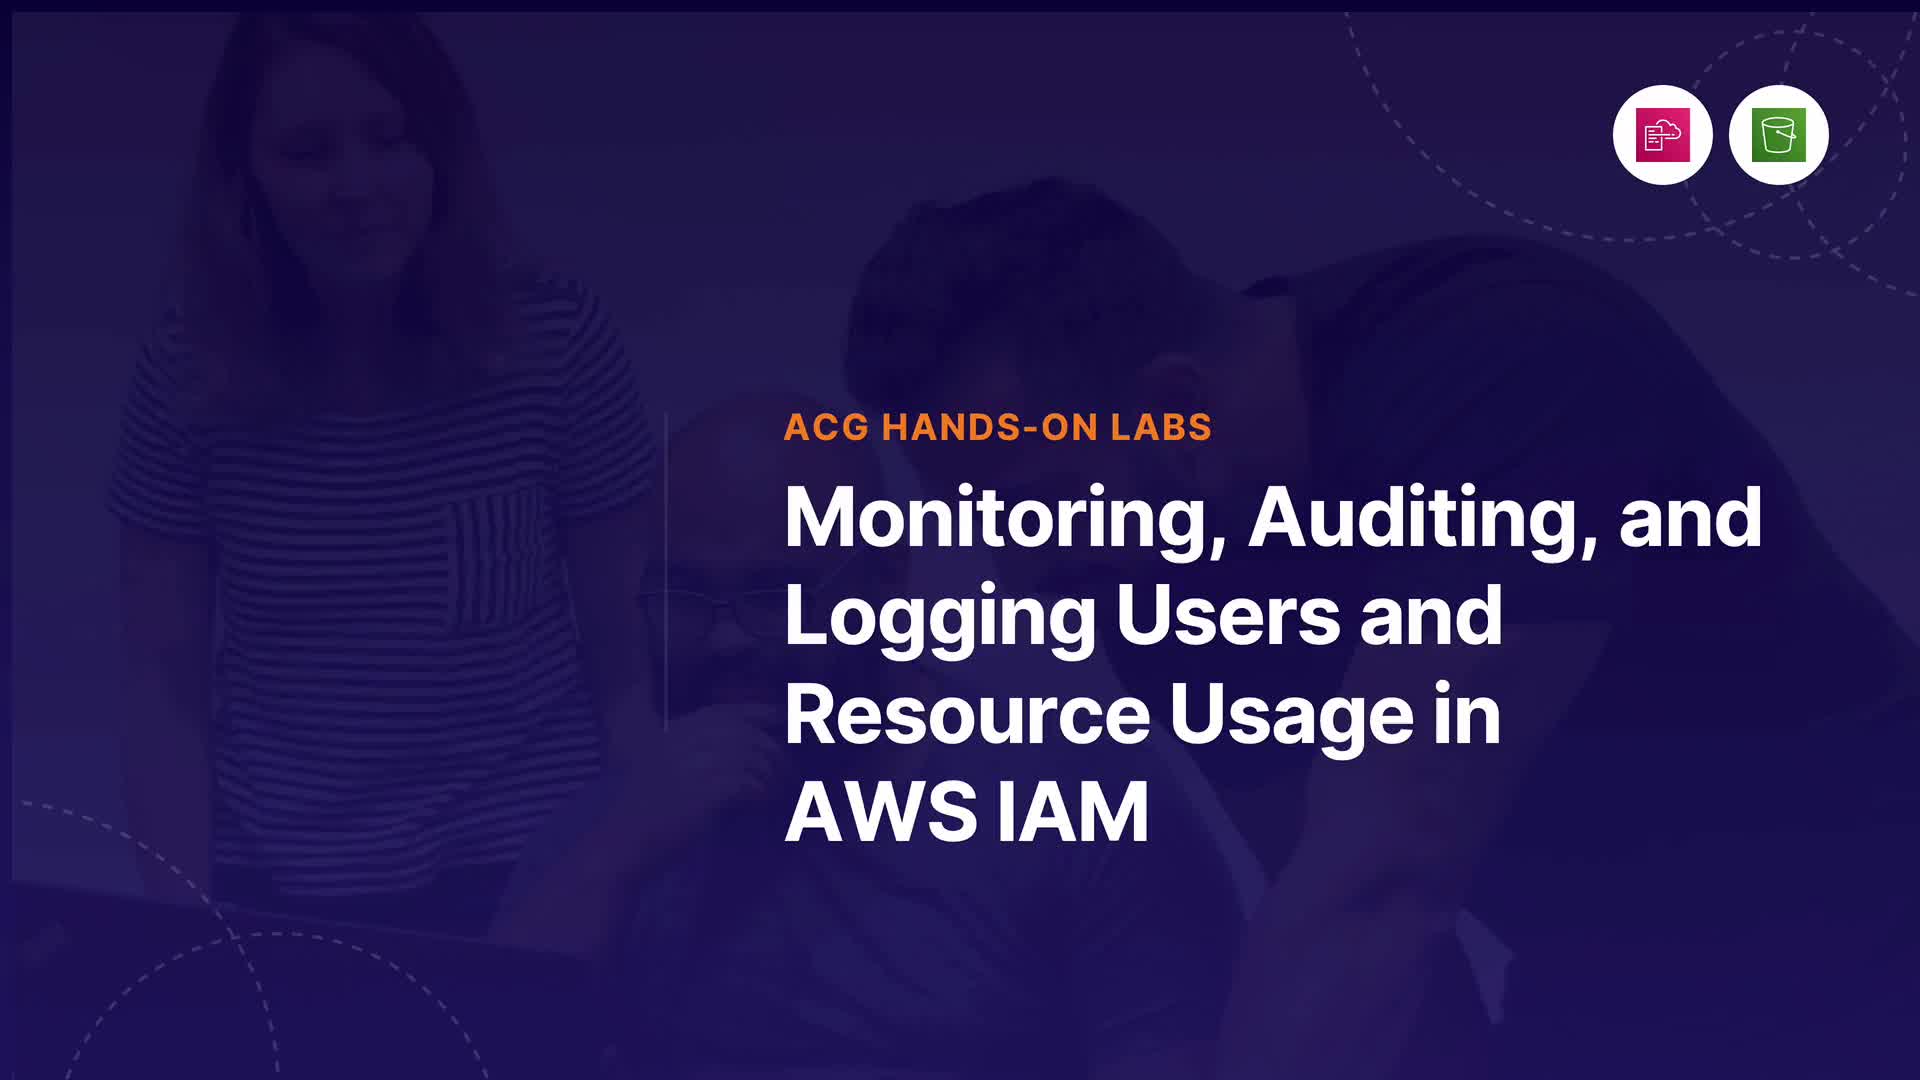 ACG HANDS-ON LABS
Monitoring, Auditing, and
Logging Users and
Resource Usage in
AWS IAM